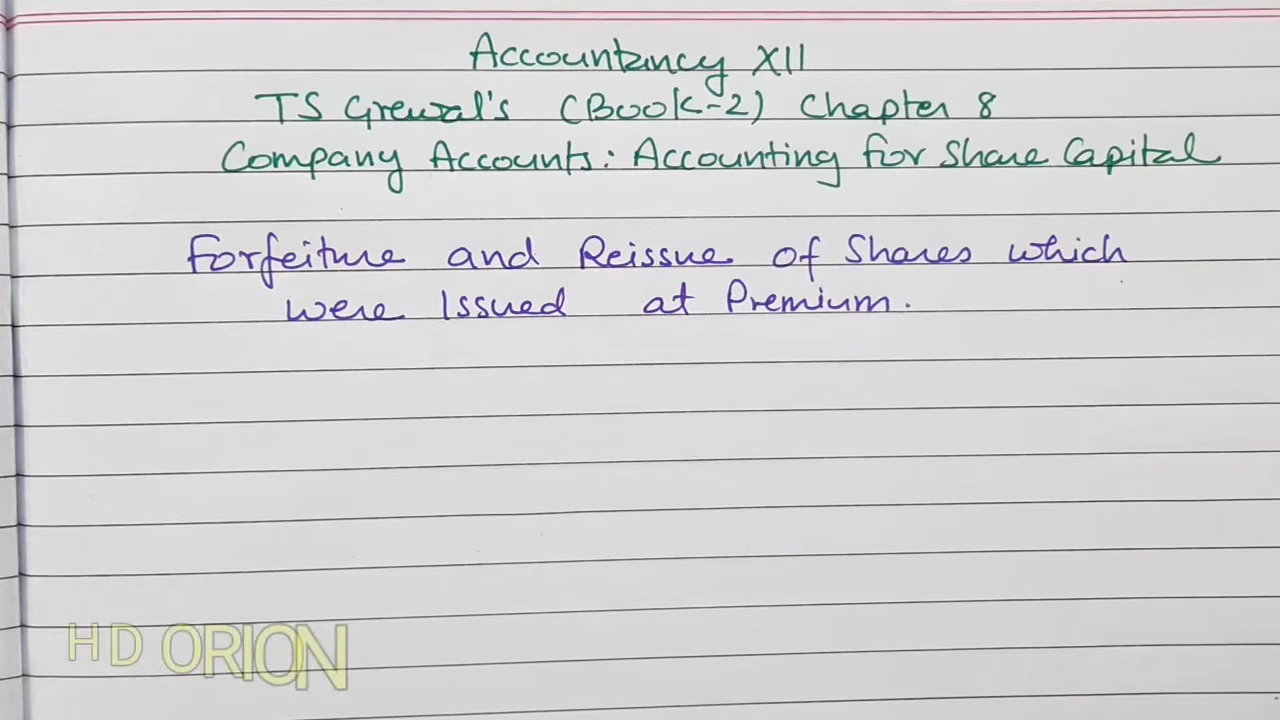 Accountancy XII
TS Grewal's (Book-2) Chapter 8
Company Accounts: Accounting for Share Capital
Forfeiture and Reissue of Shares which
were Issued at Premium.
HD ORION